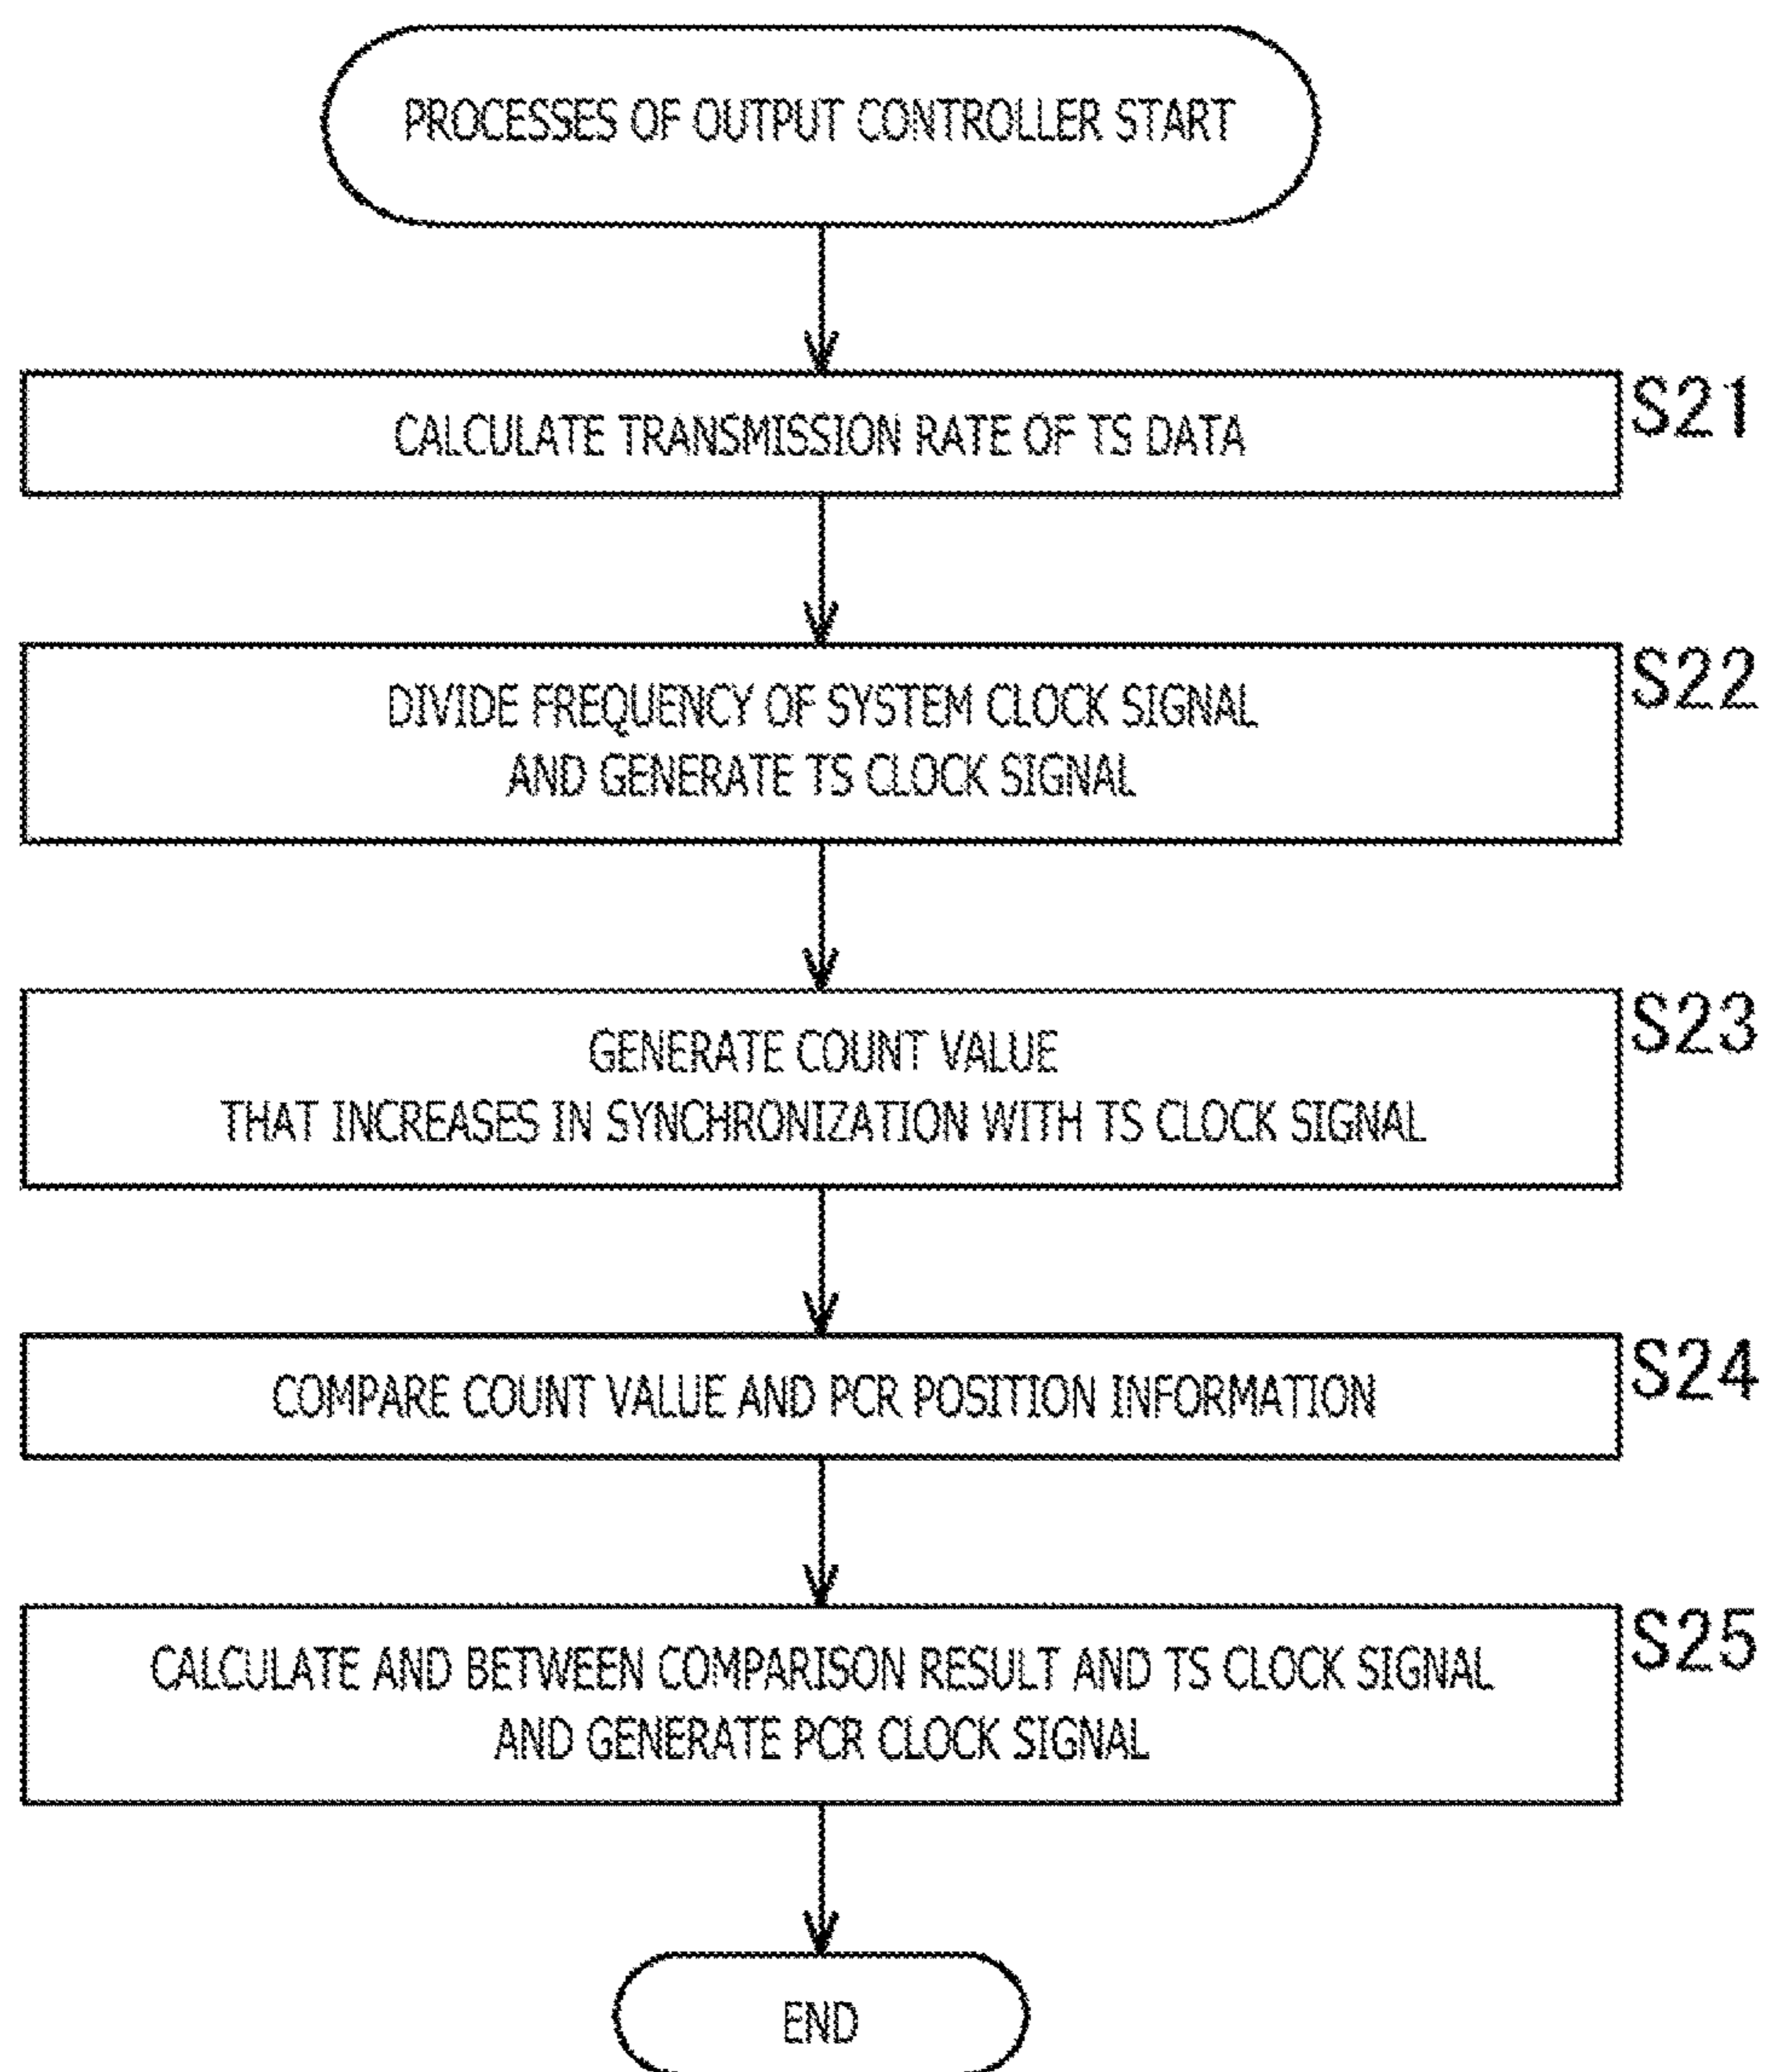 PROCESSES OF OUTPUT CONTROLLER START
S21
CALCULATE TRANSMISSION RATE OF TS DATA
S22
DIVIDE FREQUENCY OF SYSTEM CLOCK SIGNAL
AND GENERATE TS CLOCK SIGNAL
S23
GENERATE COUNT VALUE
THAT INCREASES IN SYNCHRONIZATION WITH TS CLOCK SIGNAL
S24
COMPARE COUNT VALUE AND PCR POSITION INFORMATION
S25
CALCULATE AND BETWEEN COMPARISON RESULT AND TS CLOCK SIGNAL
AND GENERATE PCR CLOCK SIGNAL
END